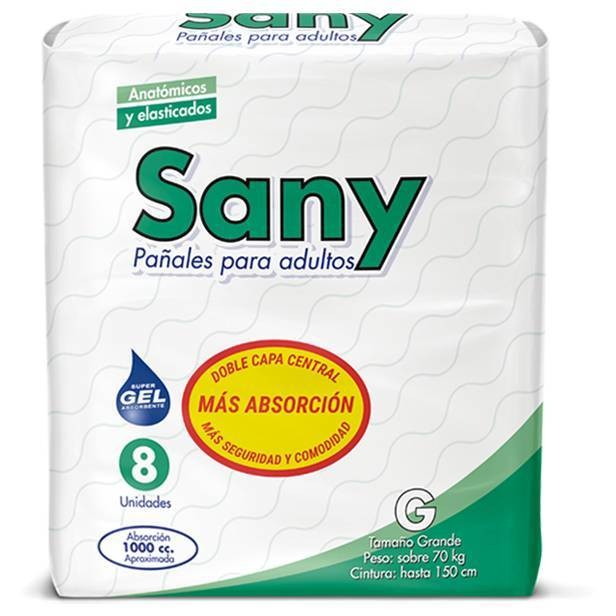 Sany
Pañales para adultos
Anatómicos
y elasticados
Sany
Pañales para adultos
SUPER
GEL
ABSORBENTE
DOBLE CAPA CENTRAL
MÁS ABSORCIÓN
MÁS SEGURIDAD Y COMODIDAD
8
Unidades
Absorción
1000 cc.
Aproximada
G
Tamaño Grande
Peso: sobre 70 kg
Cintura: hasta 150 cm